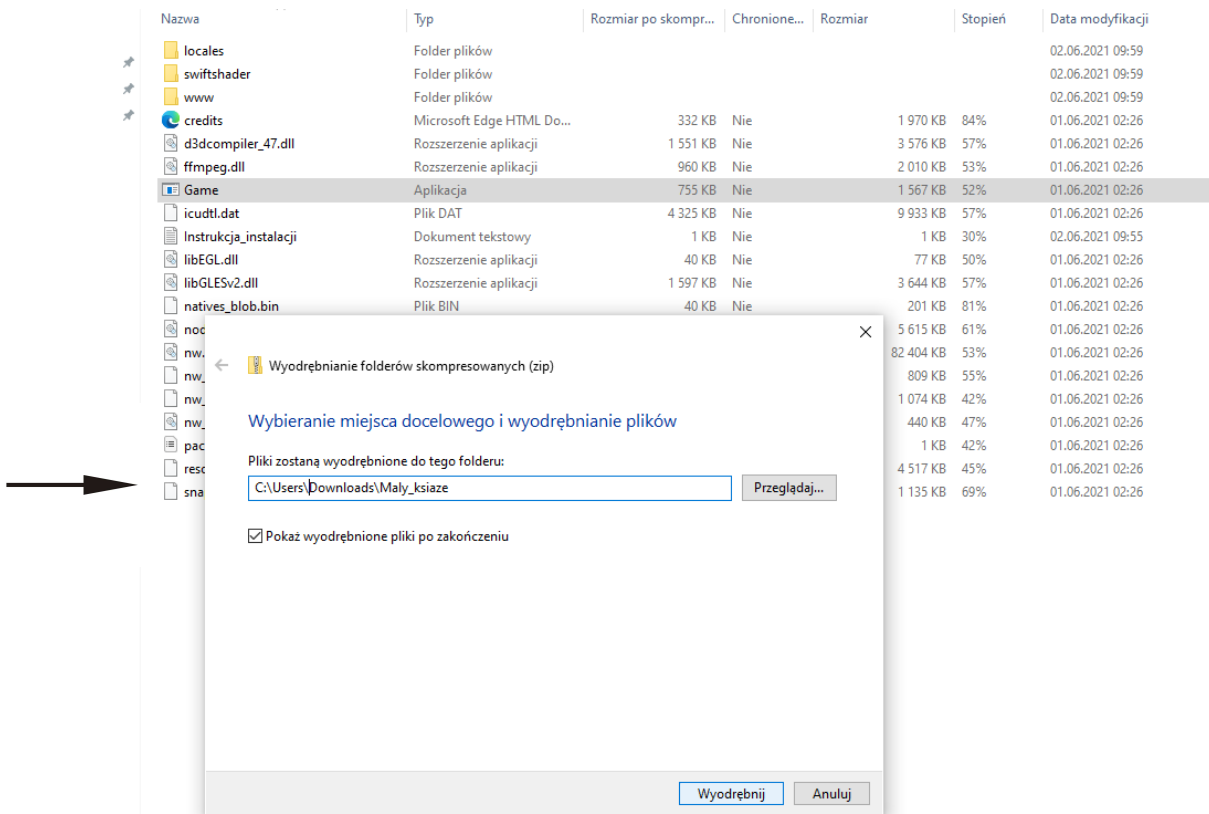 Nazwa Typ Rozmiar po skompr... Chronione... Rozmiar Stopień Data modyfikacji
locales Folder plików 02.06.2021 09:59
swiftshader Folder plików 02.06.2021 09:59
www Folder plików 02.06.2021 09:59
credits Microsoft Edge HTML Do... 332 KB Nie 1 970 KB 84% 01.06.2021 02:26
d3dcompiler_47.dll Rozszerzenie aplikacji 1 551 KB Nie 3 576 KB 57% 01.06.2021 02:26
ffmpeg.dll Rozszerzenie aplikacji 960 KB Nie 2 010 KB 53% 01.06.2021 02:26
Game Aplikacja 755 KB Nie 1 567 KB 52% 01.06.2021 02:26
icudtl.dat Plik DAT 4 325 KB Nie 9 933 KB 57% 01.06.2021 02:26
Instrukcja_instalacji Dokument tekstowy 1 KB Nie 1 KB 30% 02.06.2021 09:55
libEGL.dll Rozszerzenie aplikacji 40 KB Nie 77 KB 50% 01.06.2021 02:26
libGLESv2.dll Rozszerzenie aplikacji 1 597 KB Nie 3 644 KB 57% 01.06.2021 02:26
natives_blob.bin Plik BIN 40 KB Nie 201 KB 81% 01.06.2021 02:26
noc 5 615 KB 61% 01.06.2021 02:26
nw. 82 404 KB 53% 01.06.2021 02:26
nw_ 809 KB 55% 01.06.2021 02:26
nw_ 1 074 KB 42% 01.06.2021 02:26
nw_ 440 KB 47% 01.06.2021 02:26
pac 1 KB 42% 01.06.2021 02:26
resc 4 517 KB 45% 01.06.2021 02:26
sna 1 135 KB 69% 01.06.2021 02:26
Wyodrębnianie folderów skompresowanych (zip)
Wybieranie miejsca docelowego i wyodrębnianie plików
Pliki zostaną wyodrębnione do tego folderu:
C:\Users\Downloads\Maly_ksiaze Przeglądaj...
Pokaż wyodrębnione pliki po zakończeniu
Wyodrębnij Anuluj